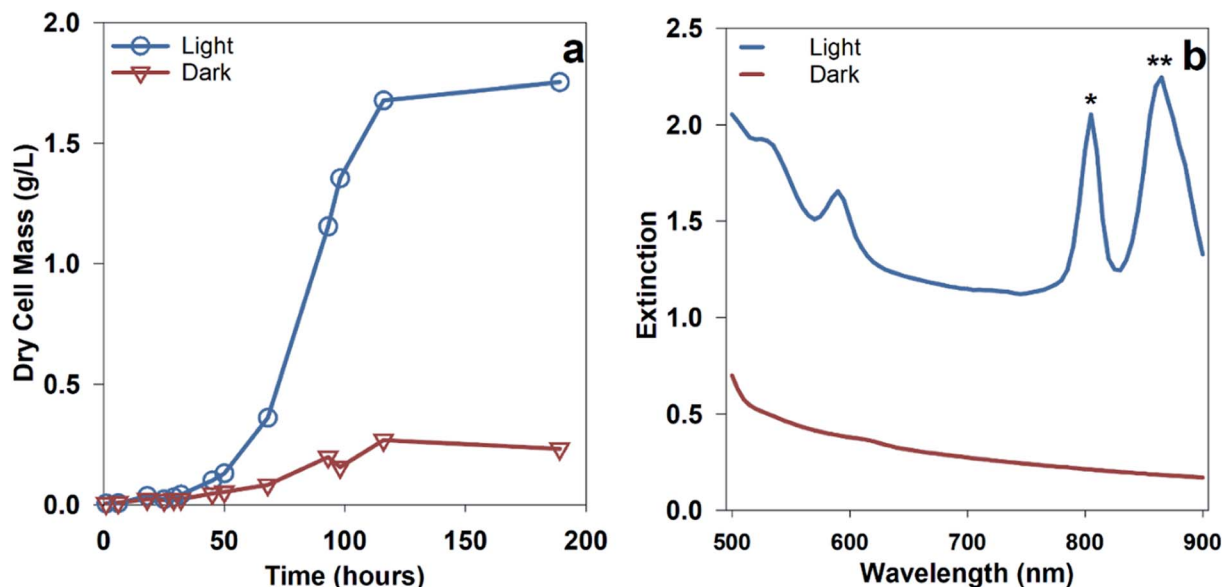 a
Light
Dark
2.0
1.5
1.0
0.5
0.0
0 50 100 150 200
Time (hours)
Dry Cell Mass (g/L)
b
Light
Dark
*
**
2.5
2.0
1.5
1.0
0.5
0.0
500 600 700 800 900
Wavelength (nm)
Extinction